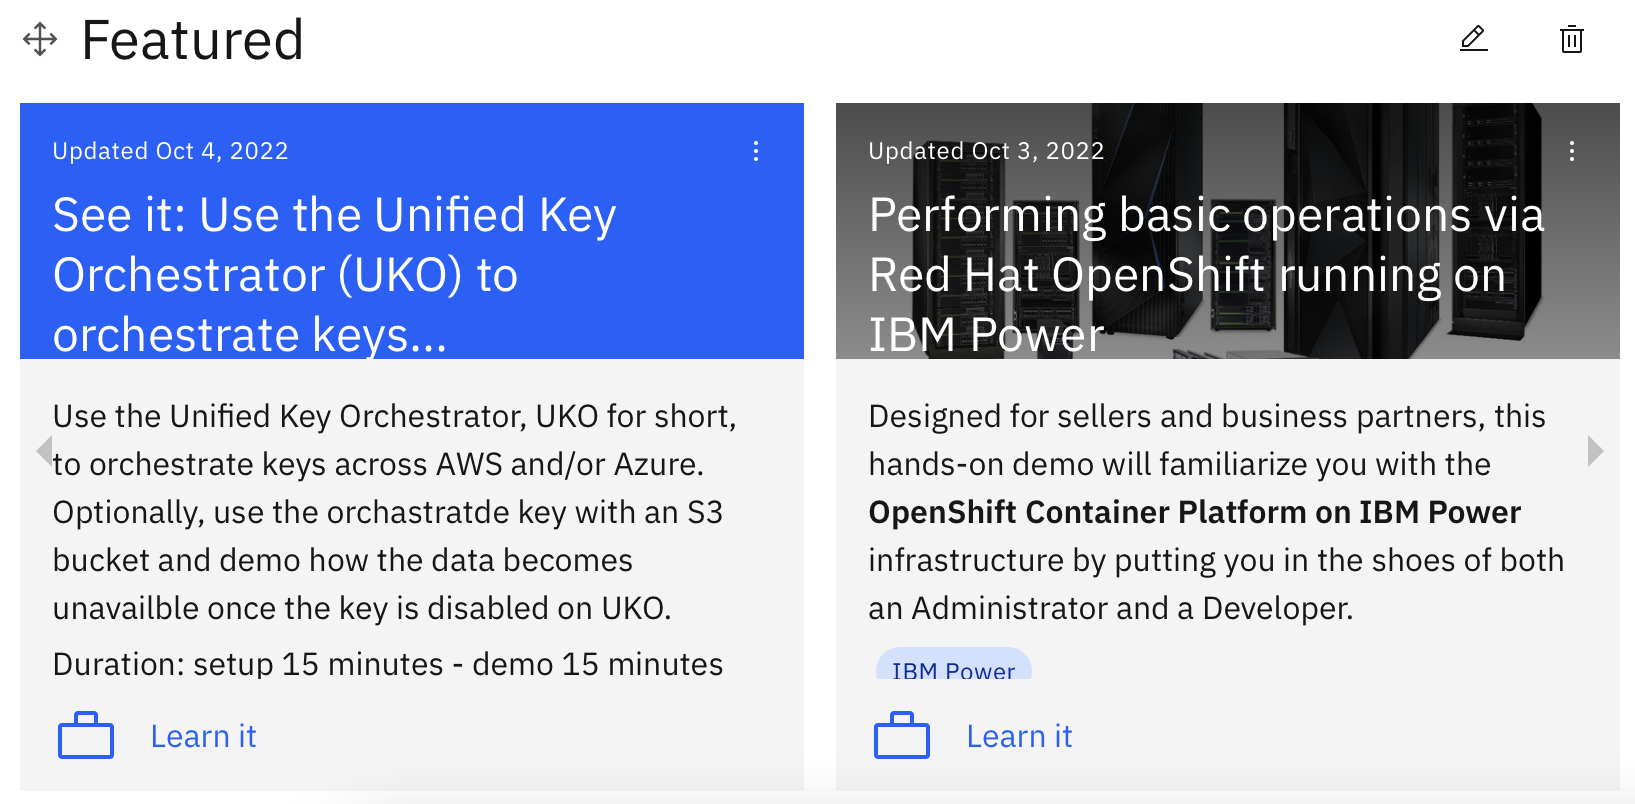 Featured
Updated Oct 4, 2022
See it: Use the Unified Key
Orchestrator (UKO) to
orchestrate keys...
Use the Unified Key Orchestrator, UKO for short,
to orchestrate keys across AWS and/or Azure.
Optionally, use the orchastratde key with an S3
bucket and demo how the data becomes
unavailble once the key is disabled on UKO.
Duration: setup 15 minutes - demo 15 minutes
Learn it
Updated Oct 3, 2022
Performing basic operations via
Red Hat OpenShift running on
IBM Power
Designed for sellers and business partners, this
hands-on demo will familiarize you with the
OpenShift Container Platform on IBM Power
infrastructure by putting you in the shoes of both
an Administrator and a Developer.
IBM Power
Learn it